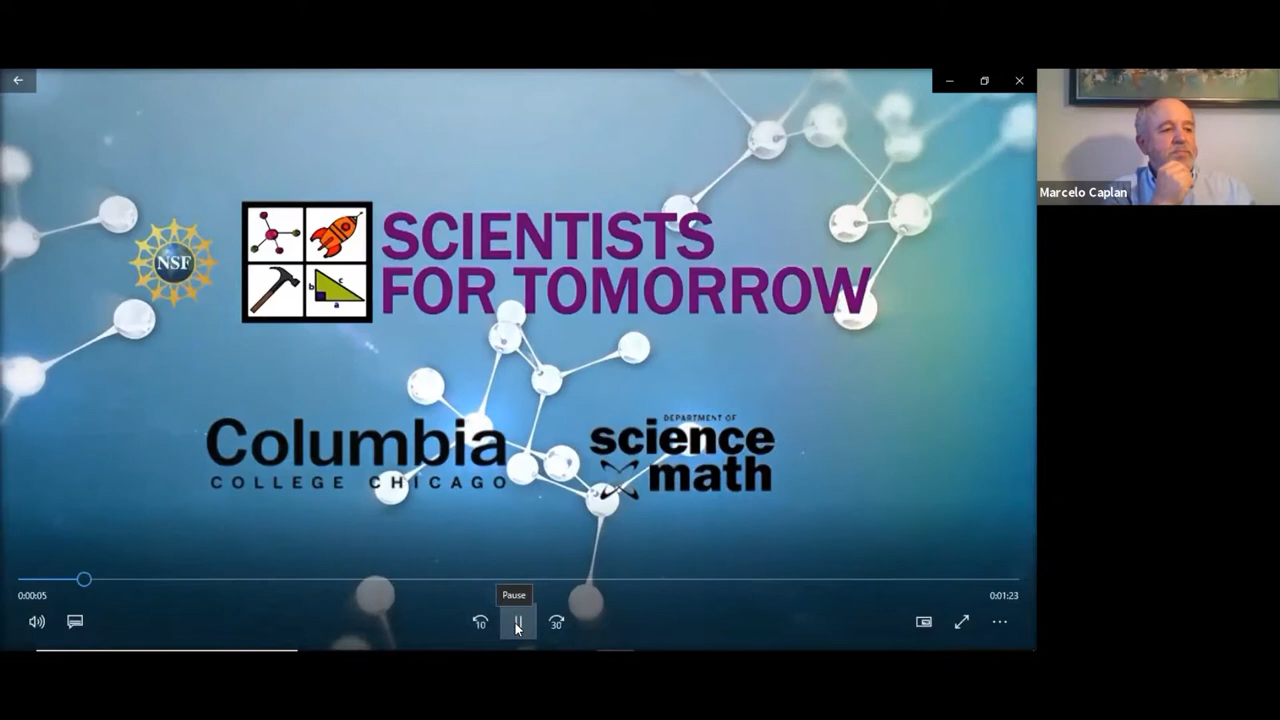 NSF
SCIENTISTS
FOR TOMORROW
b c
a
Columbia
COLLEGE CHICAGO
DEPARTMENT OF
science
math
Marcelo Caplan
Pause
0:00:05
0:01:23
10
30